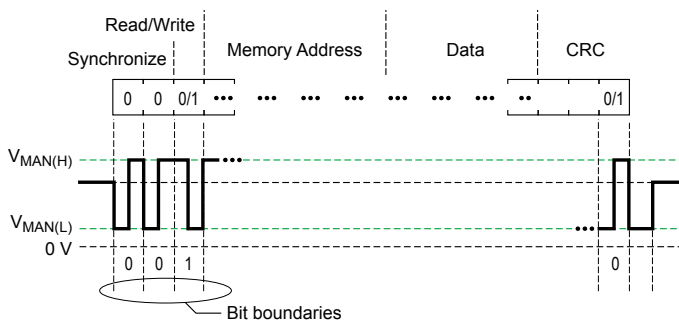 Read/Write
Synchronize
Memory Address
Data
CRC
0 0 0/1 ••• ••• ••• ••• ••• ••• ••• •• 0/1
V_MAN(H)
•••
V_MAN(L)
•••
0 V
0 0 1 0
Bit boundaries